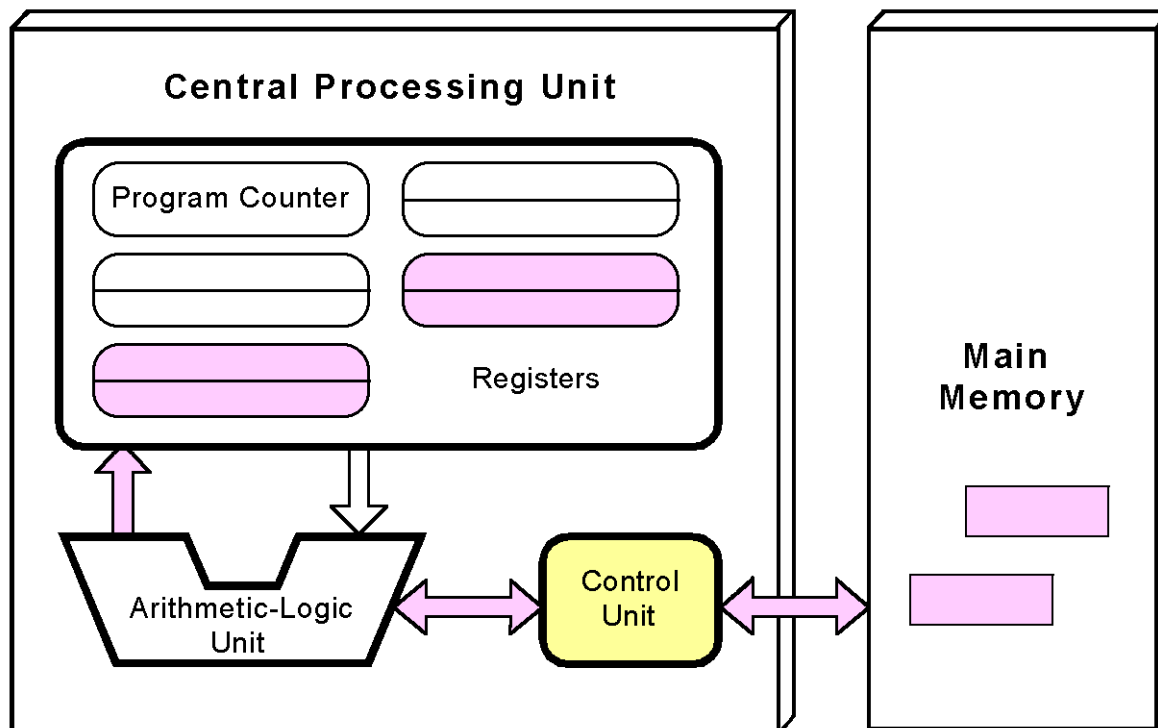 Central Processing Unit
Program Counter
Registers
Main
Memory
Arithmetic-Logic
Unit
Control
Unit